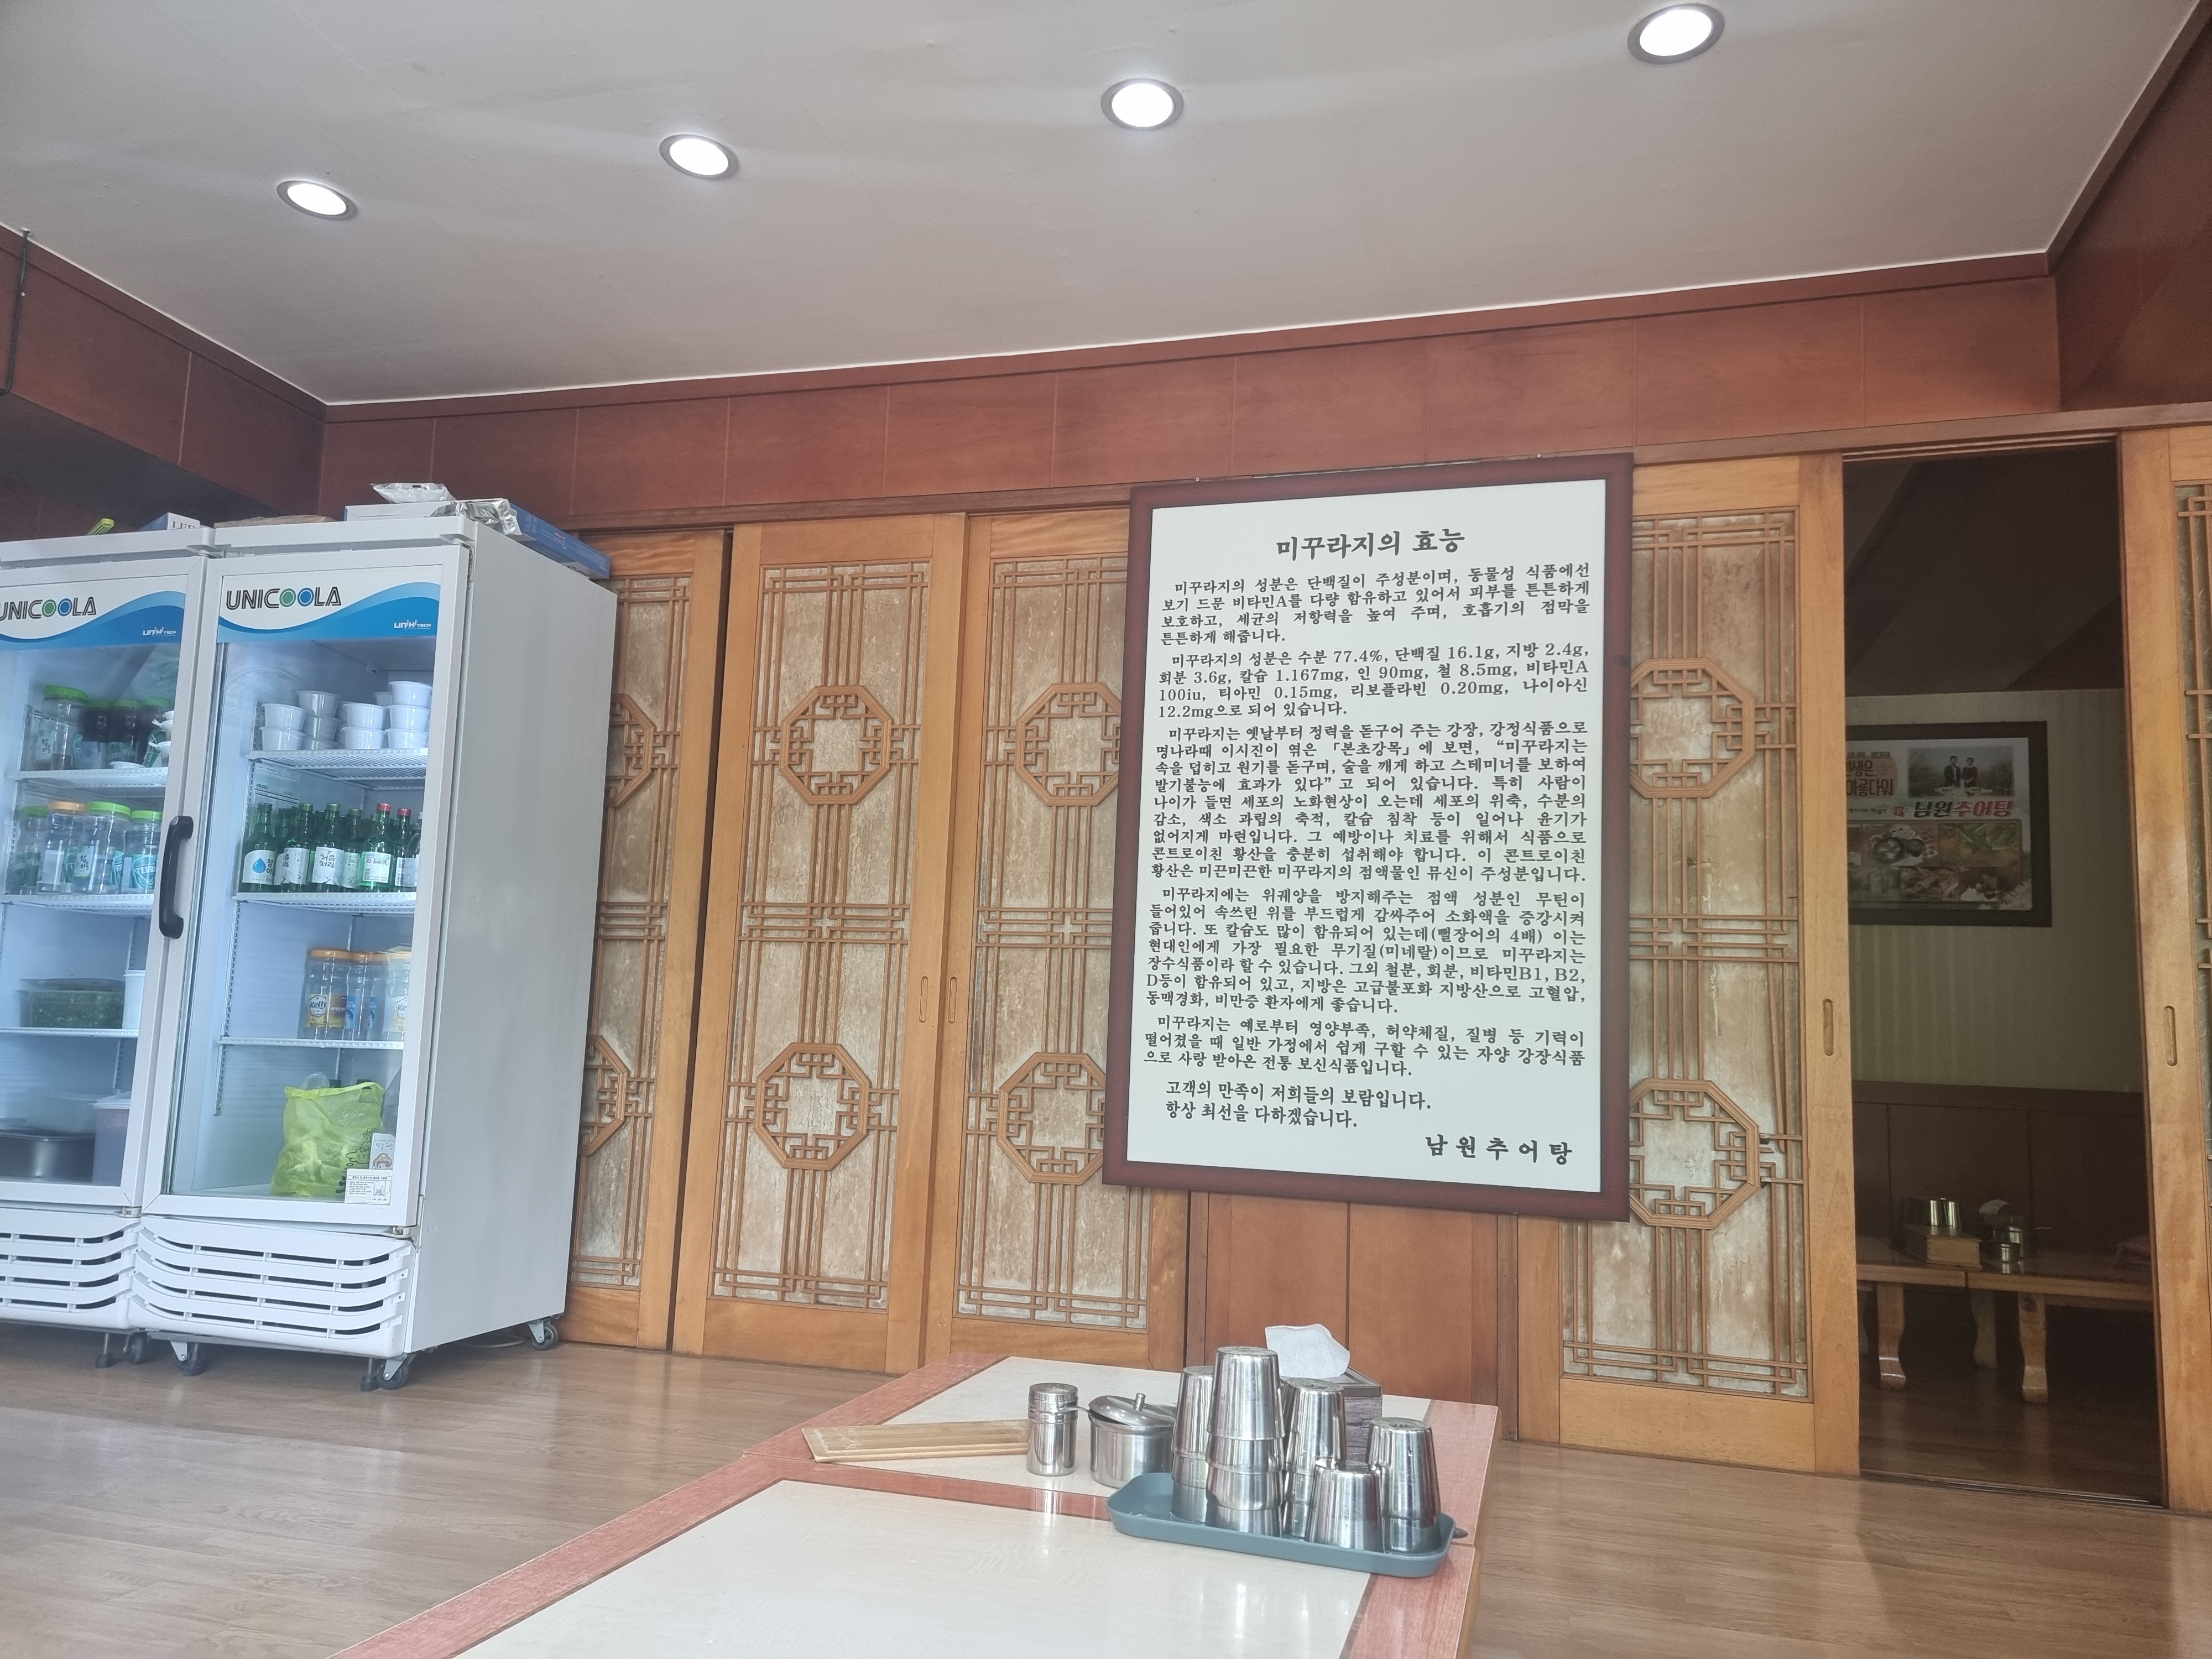 UNICOOLA
UNICOOLA
미꾸라지의 효능
미꾸라지의 성분은 단백질이 주성분이며, 동물성 식품에선
보기 드문 비타민A를 다량 함유하고 있어서 피부를 튼튼하게
보호하고, 세균의 저항력을 높여 주며, 호흡기의 점막을
튼튼하게 해줍니다.
미꾸라지의 성분은 수분 77.4%, 단백질 16.1g, 지방 2.4g,
회분 3.6g, 칼슘 1.167mg, 인 90mg, 철 8.5mg, 비타민A
100iu, 티아민 0.15mg, 리보플라빈 0.20mg, 나이아신
12.2mg으로 되어 있습니다.
미꾸라지는 옛날부터 정력을 돋구어 주는 강장, 강정식품으로
명나라때 이시진이 엮은 「본초강목」에 보면, “미꾸라지는
속을 덥히고 원기를 돋구며, 술을 깨게 하고 스테미너를 보하여
발기불능에 효과가 있다”고 되어 있습니다. 특히 사람이
나이가 들면 세포의 노화현상이 오는데 세포의 위축, 수분의
감소, 색소 과립의 축적, 칼슘 침착 등이 일어나 윤기가
없어지게 마련입니다. 그 예방이나 치료를 위해서 식품으로
콘트로이친 황산을 충분히 섭취해야 합니다. 이 콘트로이친
황산은 미끈미끈한 미꾸라지의 점액물인 뮤신이 주성분입니다.
미꾸라지에는 위궤양을 방지해주는 점액 성분인 무틴이
들어있어 속쓰린 위를 부드럽게 감싸주어 소화액을 증강시켜
줍니다. 또 칼슘도 많이 함유되어 있는데(뺄장어의 4배) 이는
현대인에게 가장 필요한 무기질(미네랄)이므로 미꾸라지는
장수식품이라 할 수 있습니다. 그외 철분, 회분, 비타민B1, B2,
D등이 함유되어 있고, 지방은 고급불포화 지방산으로 고혈압,
동맥경화, 비만증 환자에게 좋습니다.
미꾸라지는 예로부터 영양부족, 허약체질, 질병 등 기력이
떨어졌을 때 일반 가정에서 쉽게 구할 수 있는 자양 강장식품
으로 사랑 받아온 전통 보신식품입니다.
고객의 만족이 저희들의 보람입니다.
항상 최선을 다하겠습니다.
남원추어탕
아름다워
남원추어탕